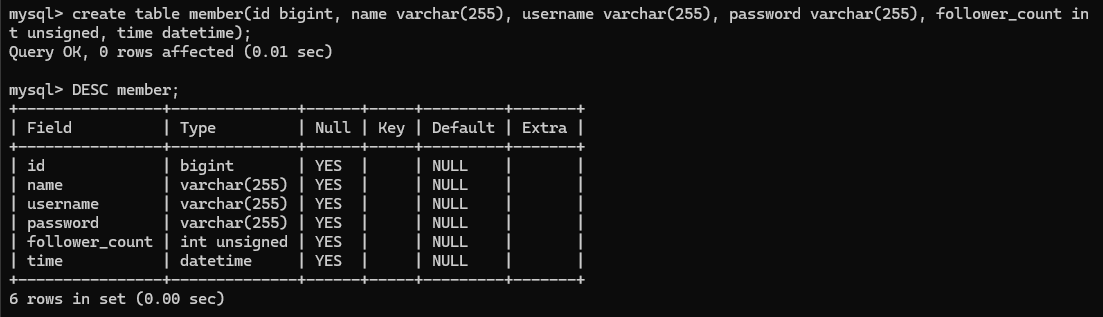 mysql> create table member(id bigint, name varchar(255), username varchar(255), password varchar(255), follower_count in
t unsigned, time datetime);
Query OK, 0 rows affected (0.01 sec)

mysql> DESC member;
+----------------+--------------+------+-----+---------+-------+
| Field          | Type         | Null | Key | Default | Extra |
+----------------+--------------+------+-----+---------+-------+
| id             | bigint       | YES  |     | NULL    |       |
| name           | varchar(255) | YES  |     | NULL    |       |
| username       | varchar(255) | YES  |     | NULL    |       |
| password       | varchar(255) | YES  |     | NULL    |       |
| follower_count | int unsigned | YES  |     | NULL    |       |
| time           | datetime     | YES  |     | NULL    |       |
+----------------+--------------+------+-----+---------+-------+
6 rows in set (0.00 sec)